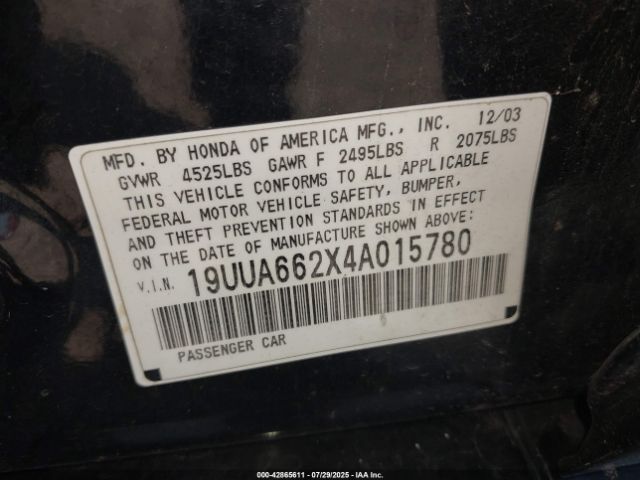 MFD. BY HONDA OF AMERICA MFG., INC. 12/03
GVWR 4525LBS GAWR F 2495LBS R 2075LBS
THIS VEHICLE CONFORMS TO ALL APPLICABLE
FEDERAL MOTOR VEHICLE SAFETY, BUMPER,
AND THEFT PREVENTION STANDARDS IN EFFECT
ON THE DATE OF MANUFACTURE SHOWN ABOVE:
V.I.N. 19UUA662X4A015780
PASSENGER CAR
000-42865611 - 07/29/2025 - IAAI.com